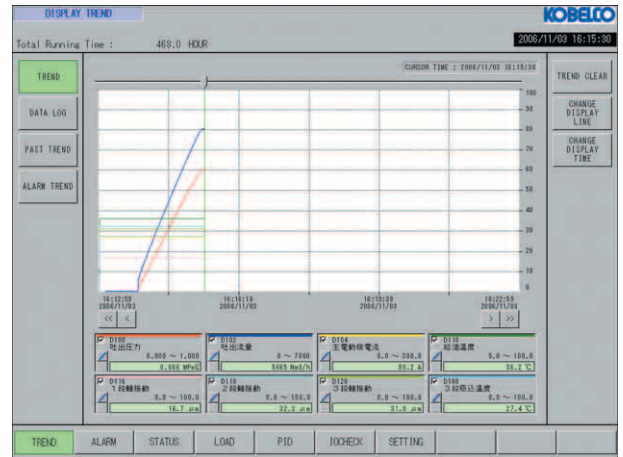 DISPLAY TREND
KOBELCO
Total Running Time : 468.0 HOUR
2006/11/03 16:15:30
CURSOR TIME : 2006/11/03 16:15:30
TREND
DATA LOG
PAST TREND
ALARM TREND
TREND CLEAR
CHANGE
DISPLAY
LINE
CHANGE
DISPLAY
TIME
100
90
80
70
60
50
40
30
20
10
0
16:12:59
2006/11/03
16:16:19
2006/11/03
16:19:39
2006/11/03
16:22:59
2006/11/03
<< <
> >>
D100
吐出圧力
0.000 ~ 1.000
0.606 MPaG
D102
吐出流量
0 ~ 7000
5665 Nm3/h
D104
主電動機電流
0.0 ~ 300.0
90.2 A
D110
給油温度
0.0 ~ 100.0
36.2 ℃
D116
1段軸振動
0.0 ~ 100.0
16.7 μm
D118
2段軸振動
0.0 ~ 100.0
32.2 μm
D120
3段軸振動
0.0 ~ 100.0
31.0 μm
3段吸込温度
0.0 ~ 100.0
27.4 ℃
TREND ALARM STATUS LOAD PID IOCHECK SETTING